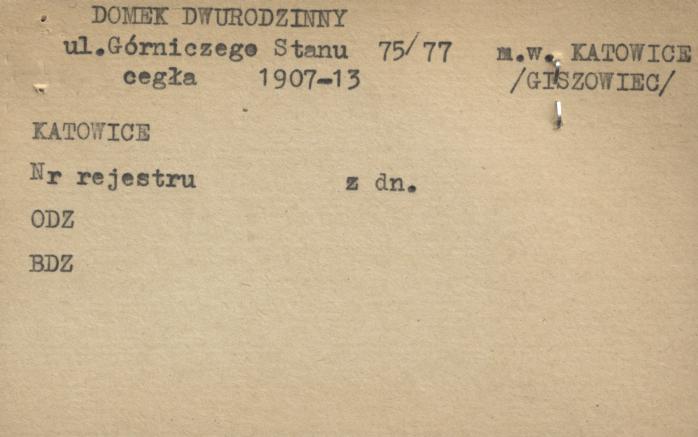 DOMEK DWURODZINNY
ul.Górniczego Stanu 75/77 m.w. KATOWICE
cegła 1907-13 /GISZOWIEC/
KATOWICE
Nr rejestru z dn.
ODZ
BDZ